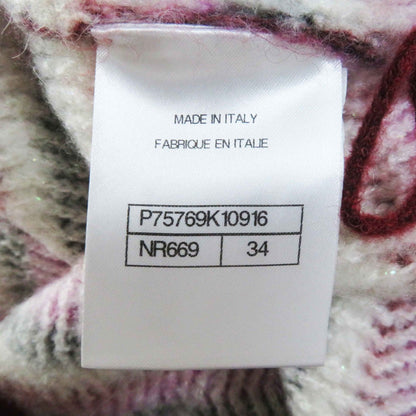 MADE IN ITALY
FABRIQUE EN ITALIE
P75769K10916
NR669 34